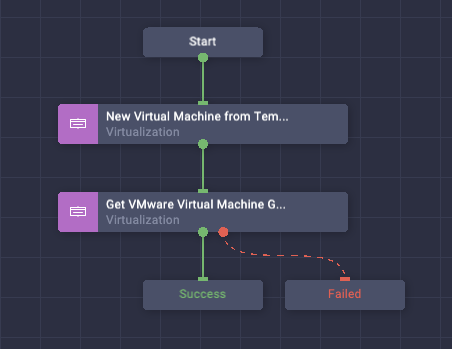 Start
New Virtual Machine from Tem...
Virtualization
Get VMware Virtual Machine G...
Virtualization
Success
Failed